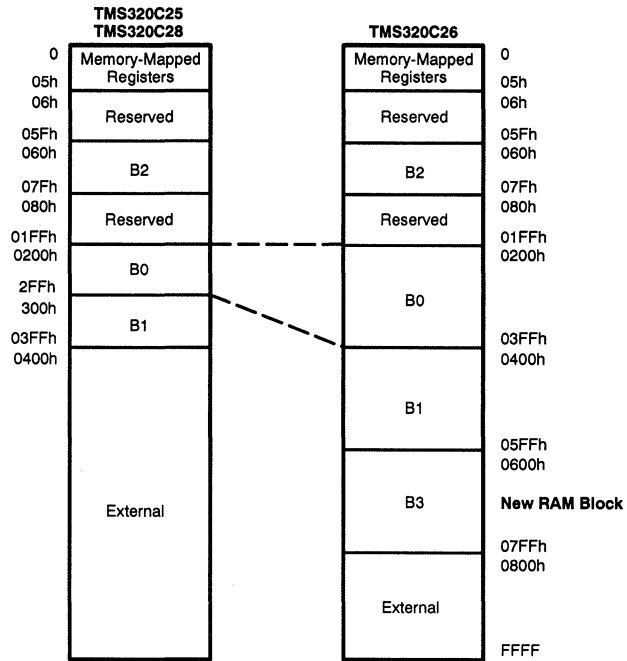 TMS320C25
TMS320C28
0
Memory-Mapped
Registers
05h
06h
Reserved
05Fh
060h
B2
07Fh
080h
Reserved
01FFh
0200h
B0
2FFh
300h
B1
03FFh
0400h
External
TMS320C26
Memory-Mapped
Registers
0
05h
06h
Reserved
05Fh
060h
B2
07Fh
080h
Reserved
01FFh
0200h
B0
03FFh
0400h
B1
05FFh
0600h
B3
New RAM Block
07FFh
0800h
External
FFFF